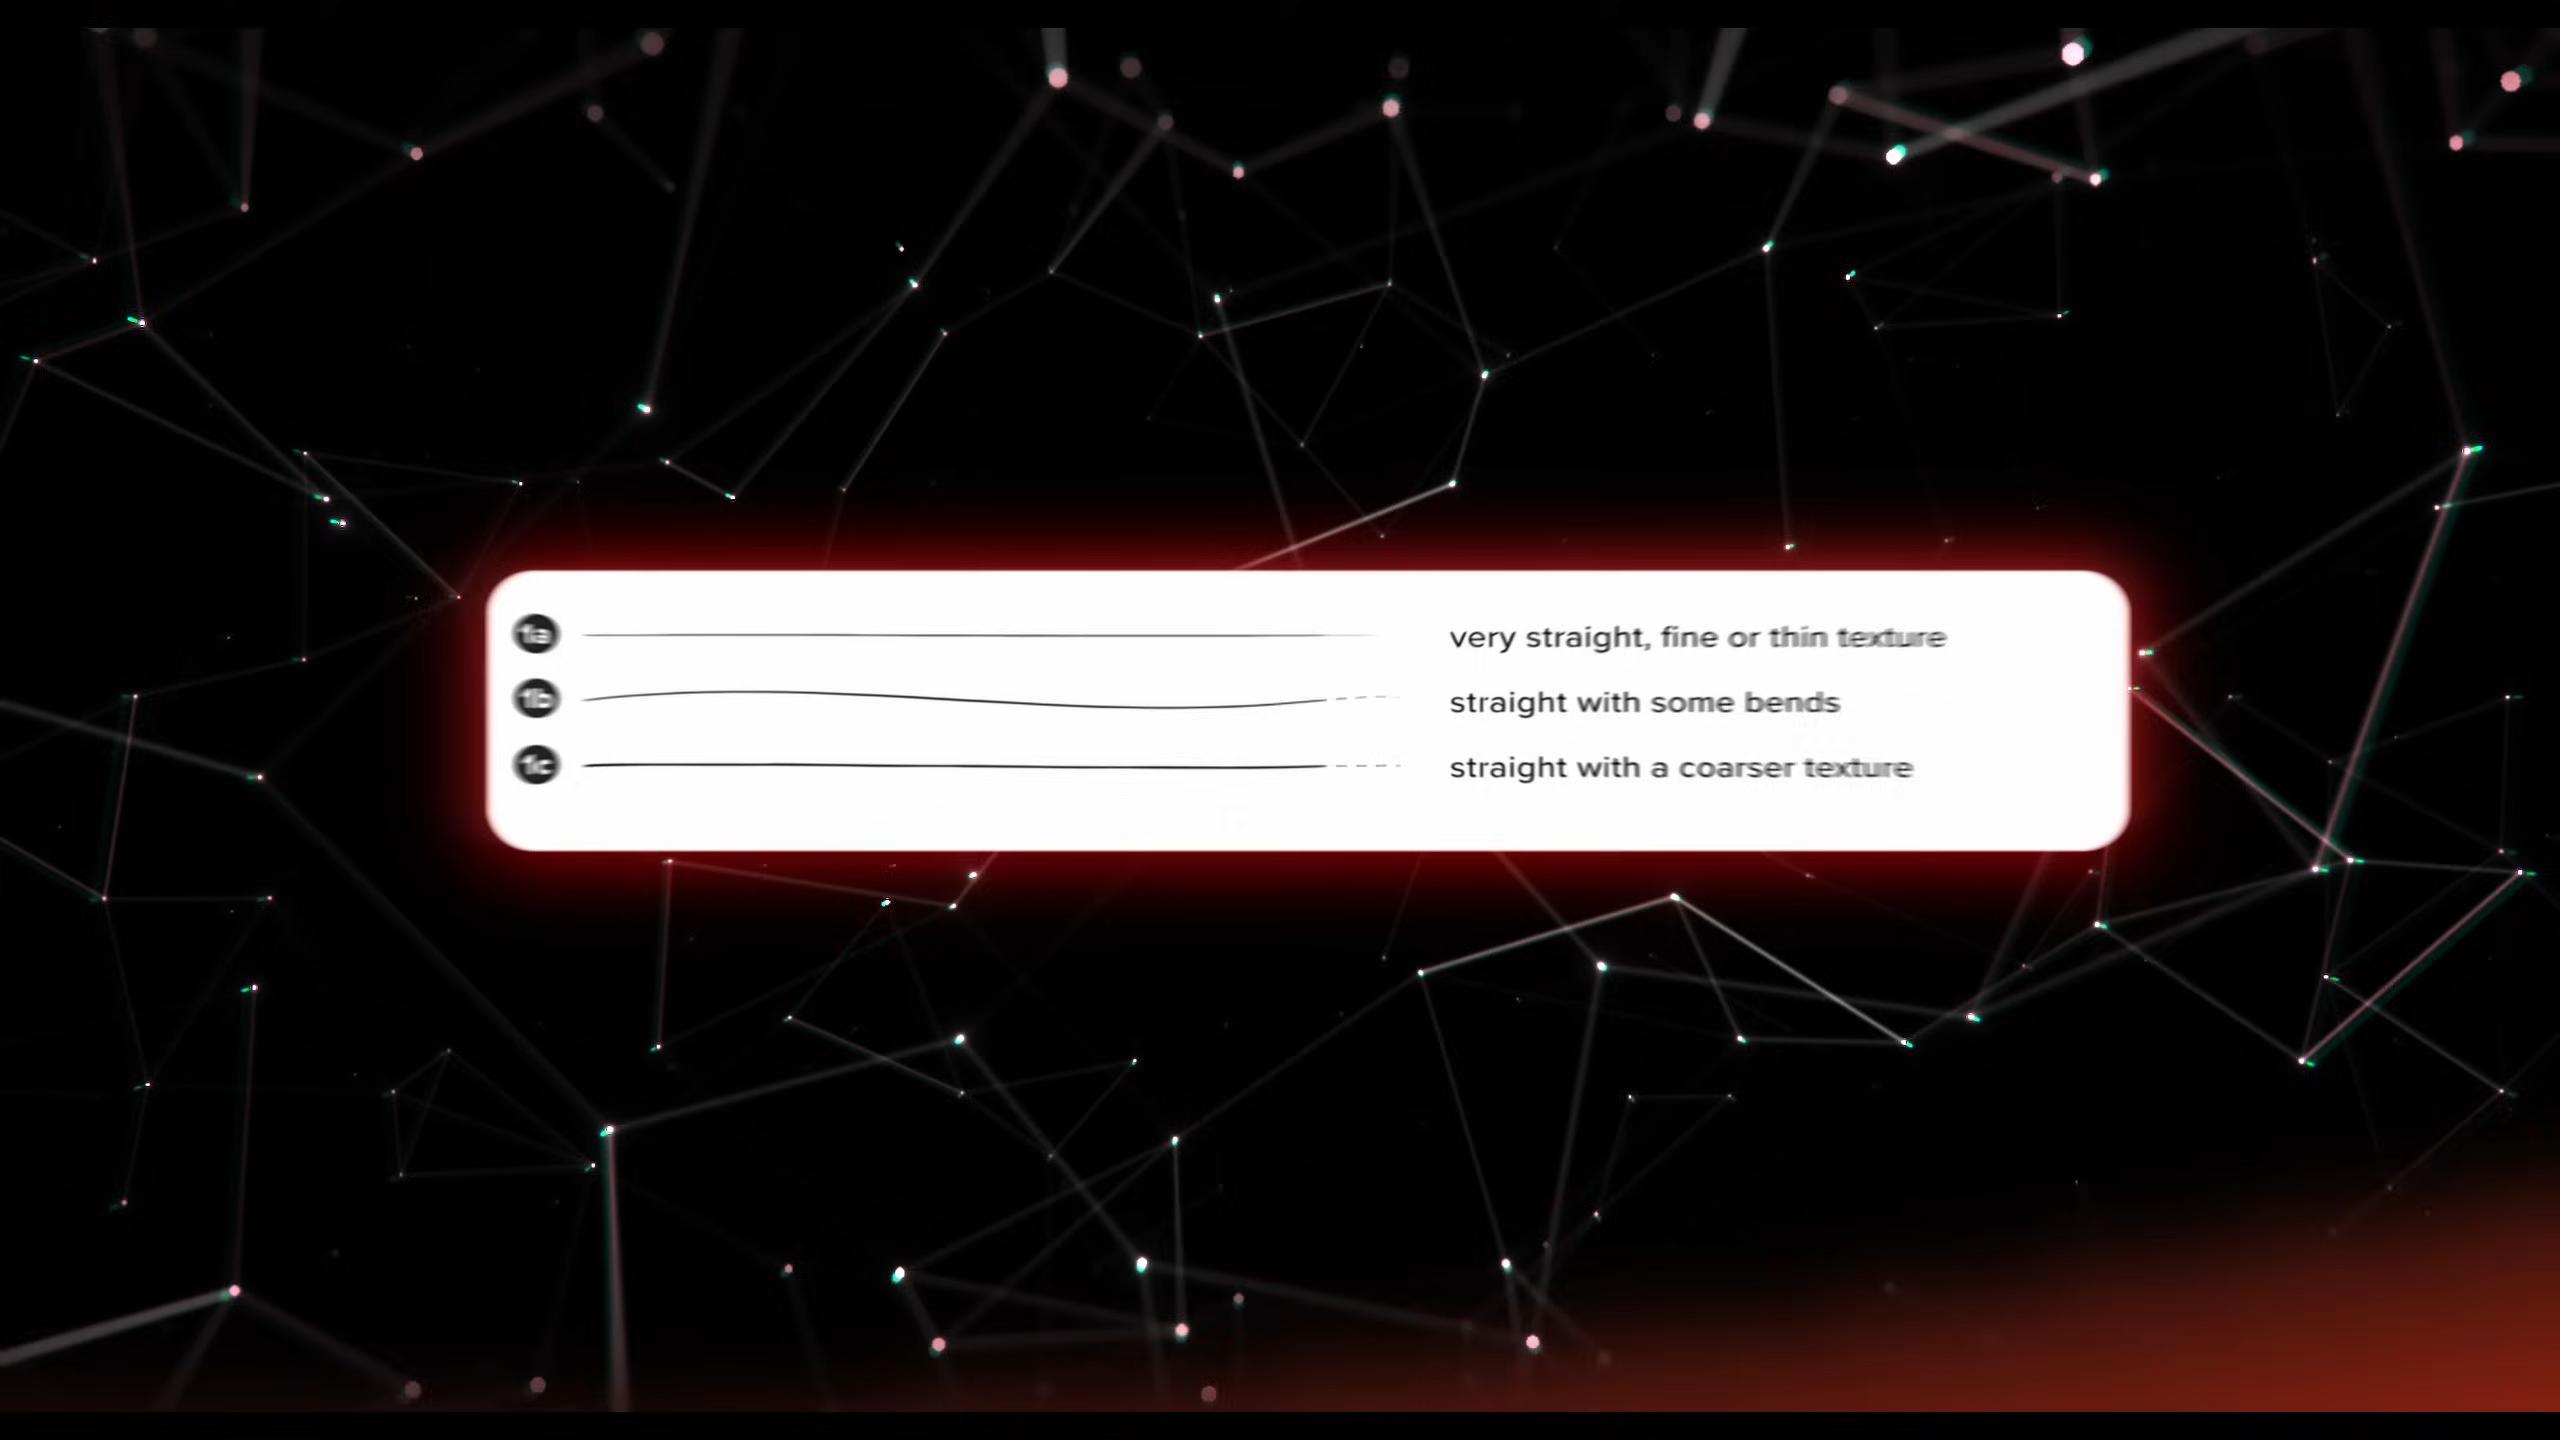 1a very straight, fine or thin texture
1b straight with some bends
1c straight with a coarser texture